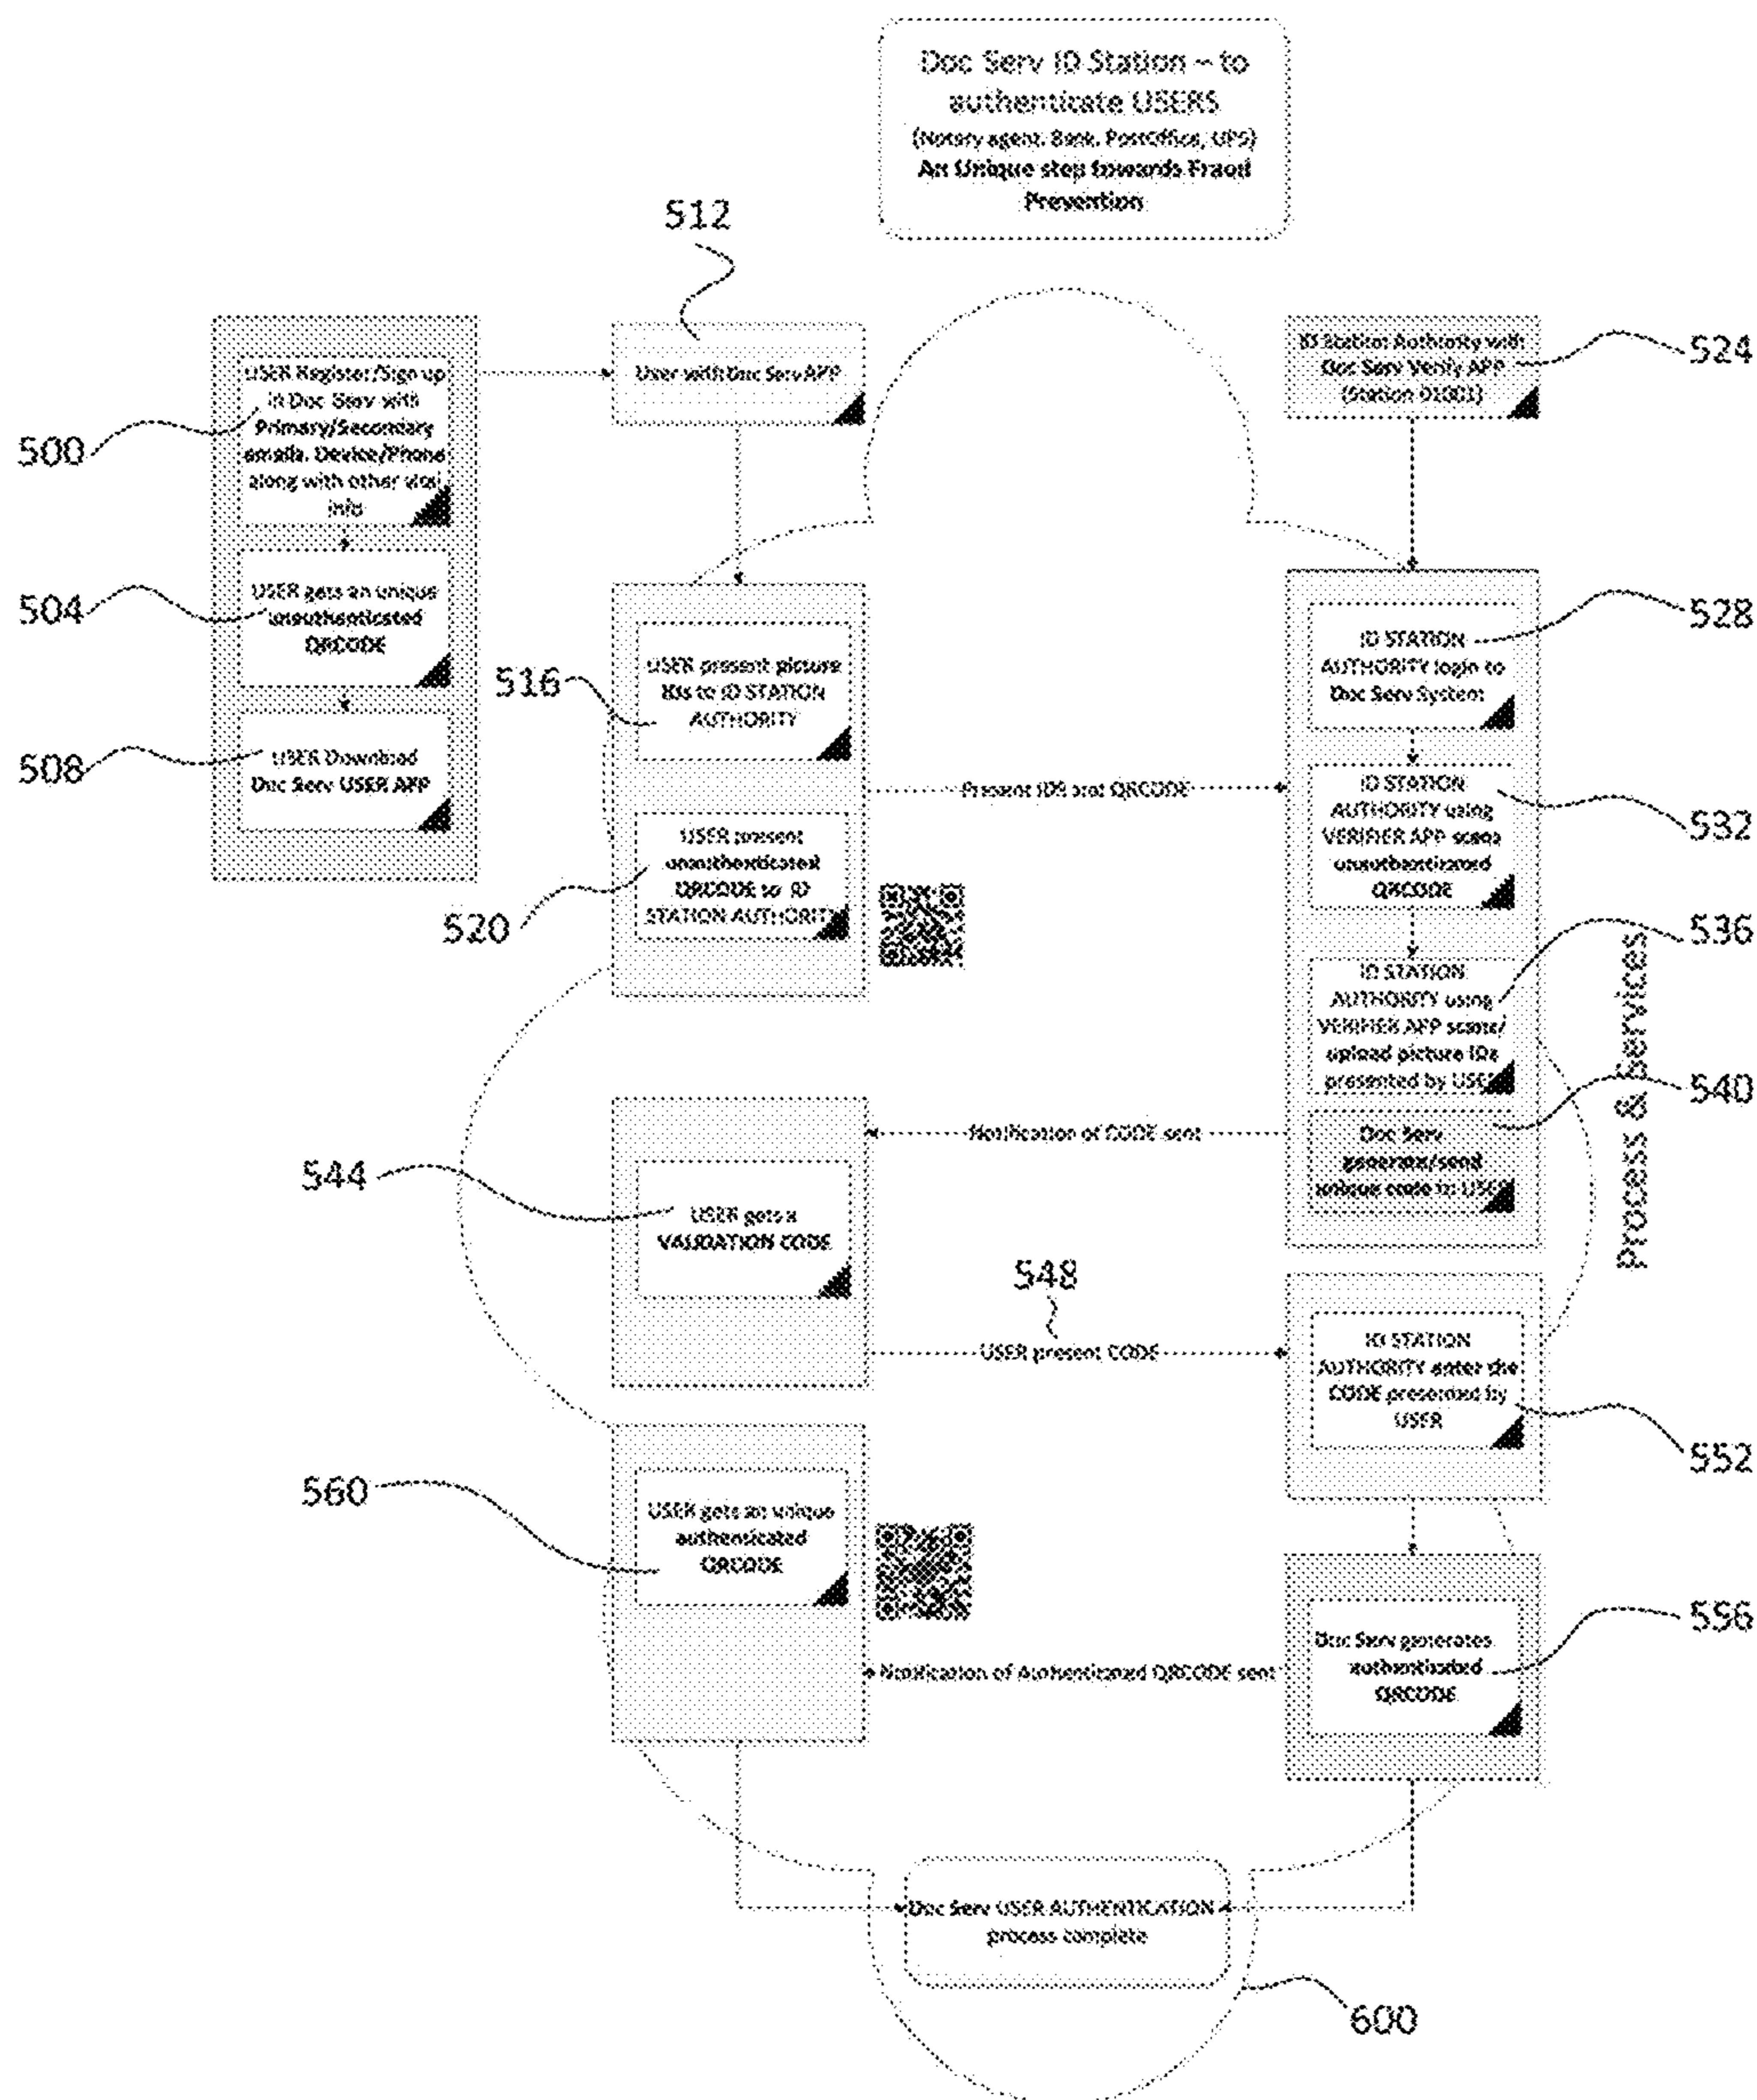 Doc Serv ID Station – to
authenticate USERS
(Notary agent, Bank, PostOffice, UPS)
An Unique step towards Fraud
Prevention
512
500
USER Register/Sign up
in Doc Serv with
Primary/Secondary
emails, Device/Phone
along with other vital
info
504
USER gets an unique
unauthenticated
QRCODE
508
USER Download
Doc Serv USER APP
User with Doc Serv APP
ID Station Authority with
Doc Serv Verify APP
(Station 01001)
524
516
USER present picture
IDs to ID STATION
AUTHORITY
520
USER present
unauthenticated
QRCODE to ID
STATION AUTHORITY
Present IDS and QRCODE
ID STATION
AUTHORITY login to
Doc Serv System
528
ID STATION
AUTHORITY using
VERIFIER APP scans
unauthenticated
QRCODE
532
ID STATION
AUTHORITY using
VERIFIER APP scans/
upload picture IDs
presented by USER
536
Doc Serv
generate/send
unique code to USER
540
Process & Services
Notification of CODE sent
544
USER gets a
VALIDATION CODE
548
USER present CODE
ID STATION
AUTHORITY enter the
CODE presented by
USER
552
560
USER gets an unique
authenticated
QRCODE
Doc Serv generates
authenticated
QRCODE
556
Notification of Authenticated QRCODE sent
Doc Serv USER AUTHENTICATION
process complete
600